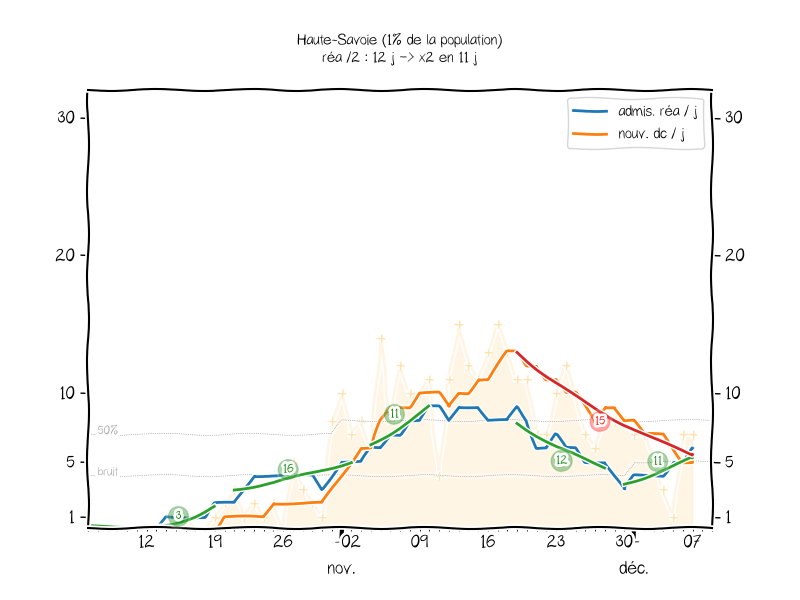 Haute-Savoie (1% de la population)
réa /2 : 12 j -> x2 en 11 j
admis. réa / j
nouv. dc / j
30 30
20 20
10 10
5 5
1 1
50%
bruit
3 16 11 12 15 11
12 19 26 02 09 16 23 30 07
nov. déc.